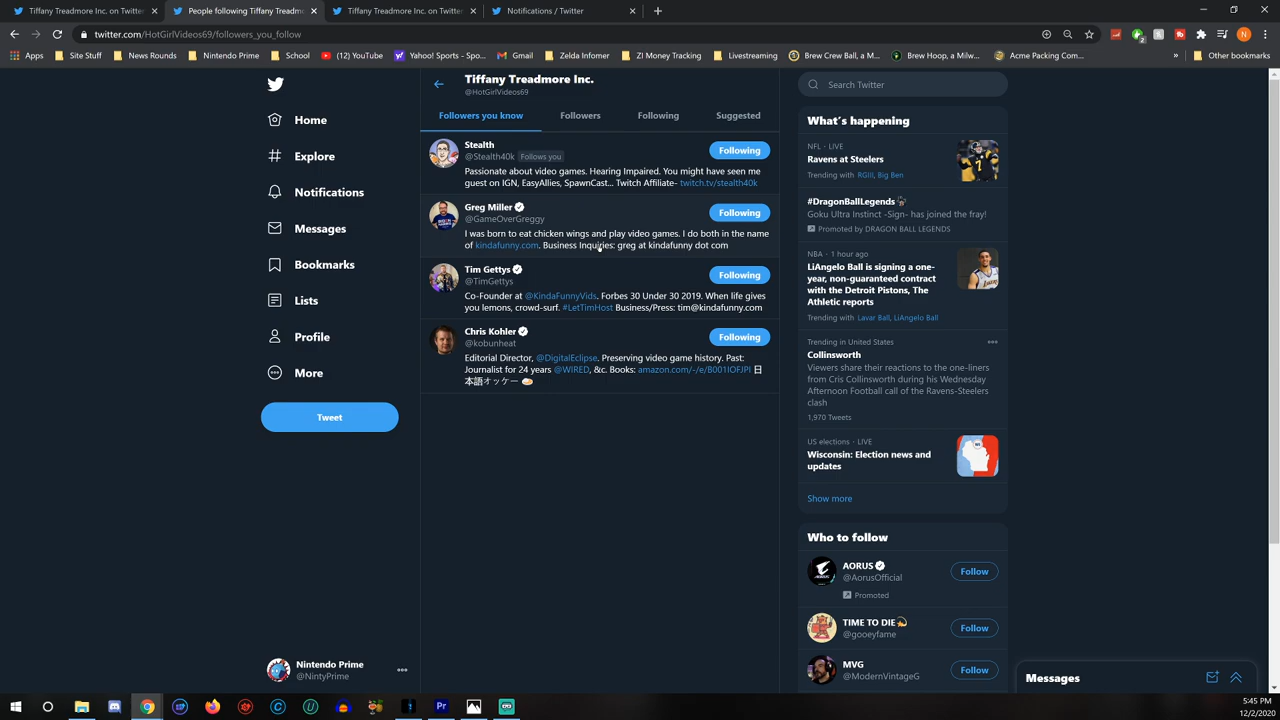 Tiffany Treadmore Inc. on Twitter
People following Tiffany Treadm
Tiffany Treadmore Inc. on Twitter
Notifications / Twitter
twitter.com/HotGirlVideos69/followers_you_follow
Apps
Videos
News Rounds
Nintendo Prime
School
(12) YouTube
Yahoo! Sports - Spo...
Gmail
Zelda Infomer
ZI Money Tracking
Livestreaming
Brew Crew Ball, a M...
Brew Hoop, a Milw...
Acme Packing Com...
»
Other bookmarks
Home
Explore
Notifications
Messages
Bookmarks
Lists
Profile
More
Tweet
Nintendo Prime
@NintyPrime
Tiffany Treadmore Inc.
@HotGirlVideos69
Followers you know
Followers
Following
Suggested
Stealth
@Stealth40k Follows you
Following
Passionate about video games. Hearing Impaired. You might have seen me
guest on IGN, EasyAllies, SpawnCast... Twitch Affiliate- twitch.tv/stealth40k
Greg Miller
@GameOverGreggy
Following
I was born to eat chicken wings and play video games. I do both in the name
of kindafunny.com. Business Inquiries: greg at kindafunny dot com
Tim Gettys
@TimGettys
Following
Co-Founder at @KindaFunnyVids. Forbes 30 Under 30 2019. When life gives
you lemons, crowd-surf. #LetTimHost Business/Press: tim@kindafunny.com
Chris Kohler
@kobunheat
Following
Editorial Director, @DigitalEclipse. Preserving video game history. Past:
Journalist for 24 years @WIRED, &c. Books: amazon.com/-/e/B001IOFJPI 日
本語オッケー 🍛
Search Twitter
What's happening
NFL · LIVE
Ravens at Steelers
Trending with RGIII, Big Ben
#DragonBallLegends
Goku Ultra Instinct -Sign- has joined the fray!
Promoted by DRAGON BALL LEGENDS
NBA · 1 hour ago
LiAngelo Ball is signing a one-
year, non-guaranteed contract
with the Detroit Pistons, The
Athletic reports
Trending with Lavar Ball, LiAngelo Ball
Trending in United States
Collinsworth
Viewers share their reactions to the one-liners
from Cris Collinsworth during his Wednesday
Afternoon Football call of the Ravens-Steelers
clash
1,970 Tweets
US elections · LIVE
Wisconsin: Election news and
updates
Show more
Who to follow
AORUS
@AorusOfficial
Follow
Promoted
TIME TO DIE💫
@gooeyfame
Follow
MVG
@ModernVintageG
Follow
Messages
5:45 PM
12/2/2020